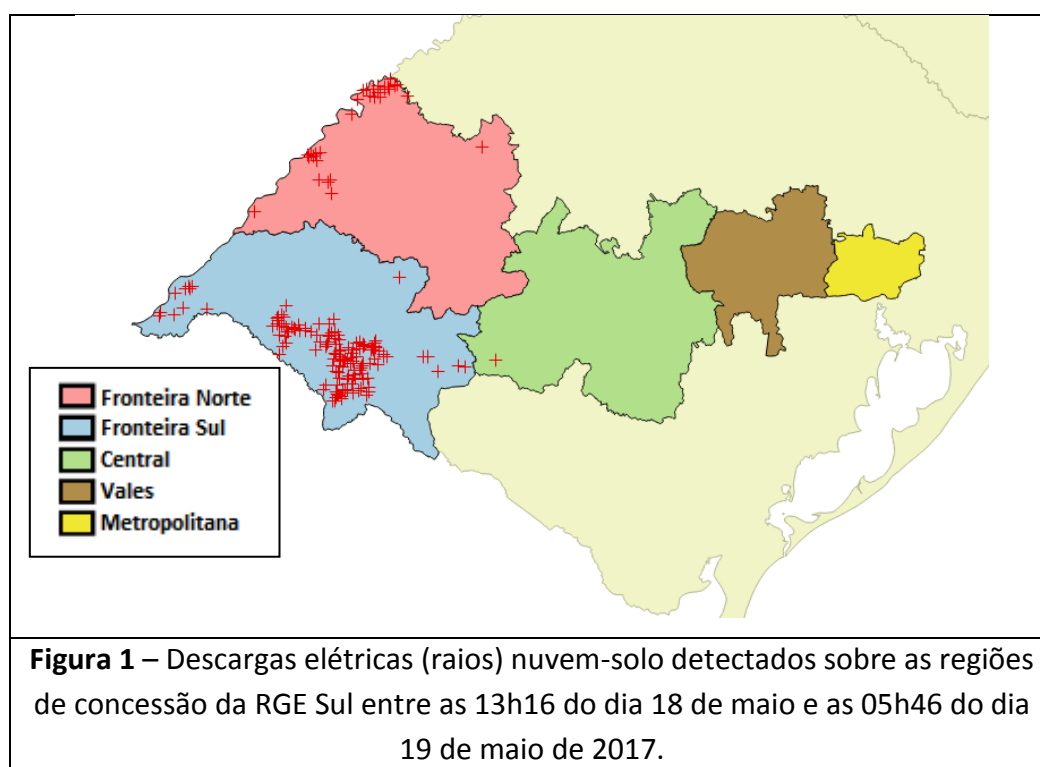 Fronteira Norte
Fronteira Sul
Central
Vales
Metropolitana
Figura 1 – Descargas elétricas (raios) nuvem-solo detectados sobre as regiões
de concessão da RGE Sul entre as 13h16 do dia 18 de maio e as 05h46 do dia
19 de maio de 2017.